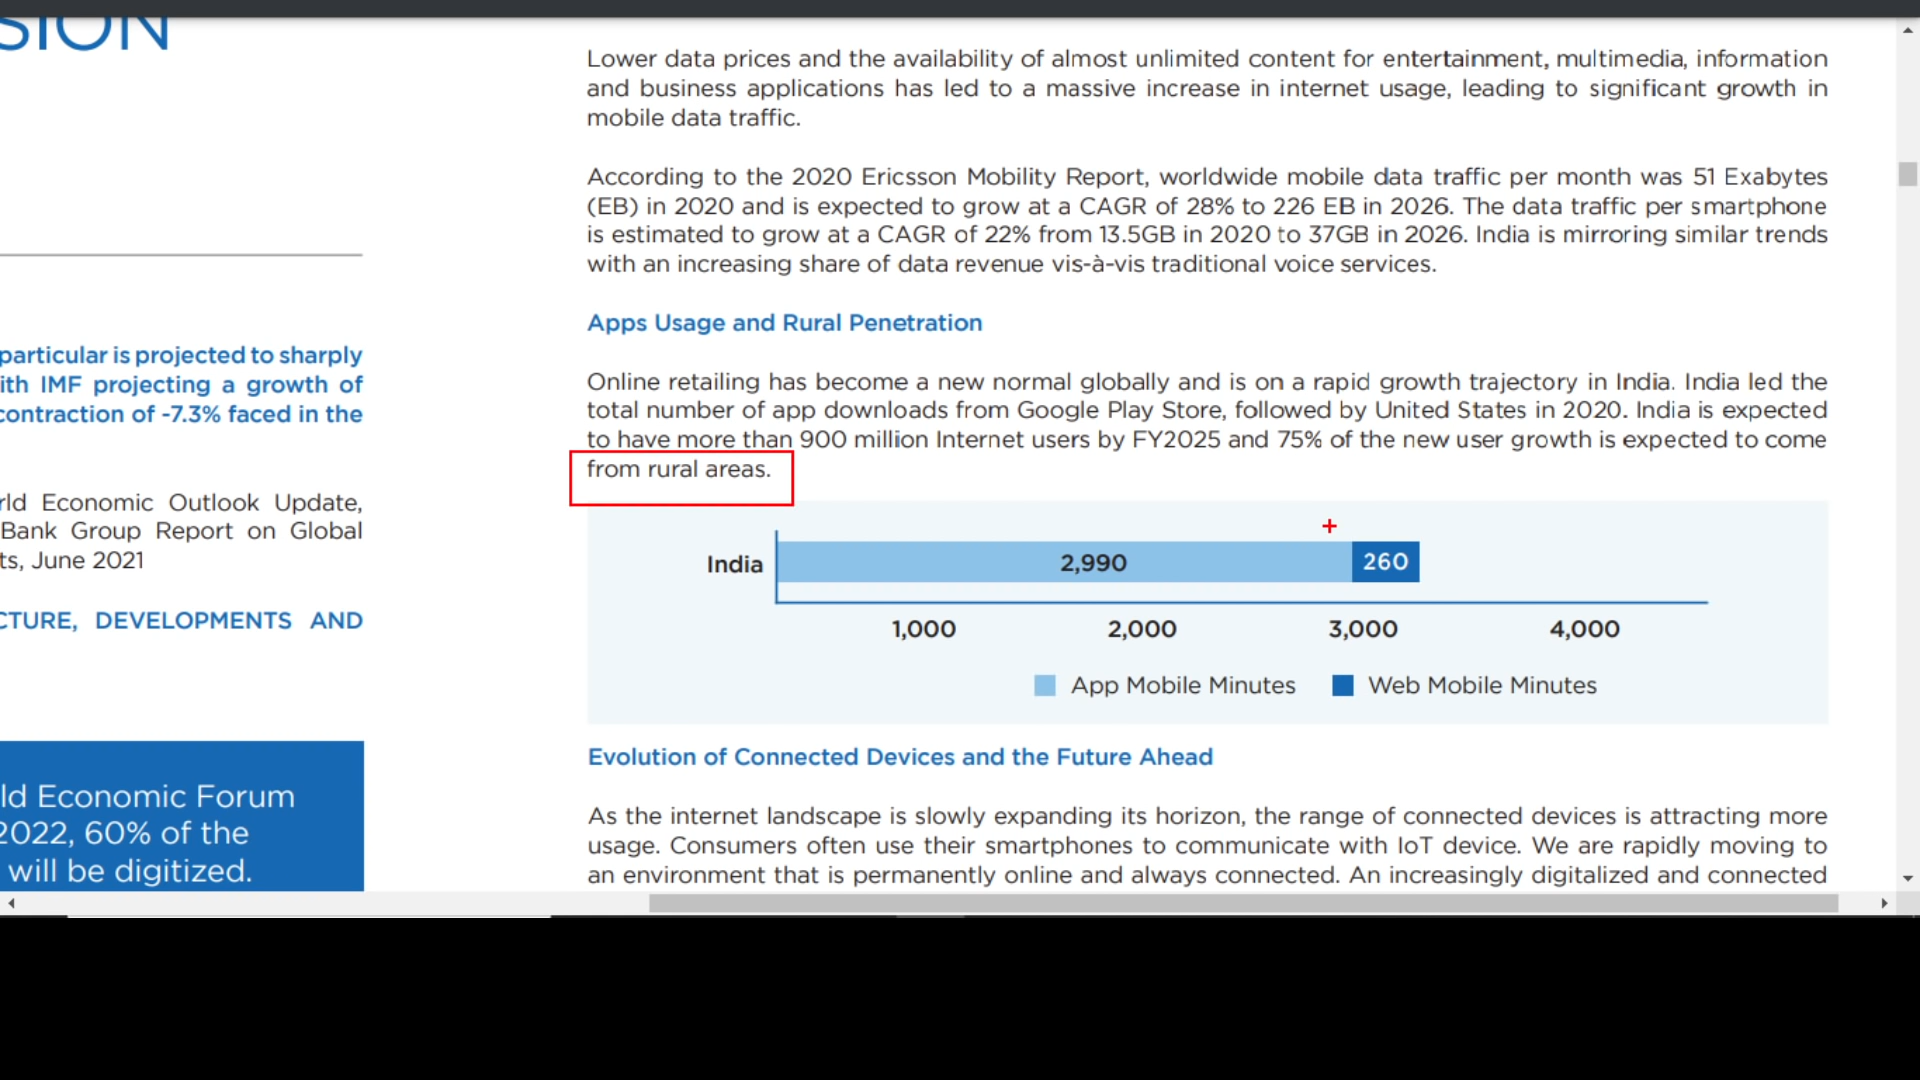 SION
particular is projected to sharply
ith IMF projecting a growth of
contraction of -7.3% faced in the
rld Economic Outlook Update,
Bank Group Report on Global
ts, June 2021
CTURE, DEVELOPMENTS AND
ld Economic Forum
2022, 60% of the
will be digitized.
Lower data prices and the availability of almost unlimited content for entertainment, multimedia, information
and business applications has led to a massive increase in internet usage, leading to significant growth in
mobile data traffic.
According to the 2020 Ericsson Mobility Report, worldwide mobile data traffic per month was 51 Exabytes
(EB) in 2020 and is expected to grow at a CAGR of 28% to 226 EB in 2026. The data traffic per smartphone
is estimated to grow at a CAGR of 22% from 13.5GB in 2020 to 37GB in 2026. India is mirroring similar trends
with an increasing share of data revenue vis-à-vis traditional voice services.
Apps Usage and Rural Penetration
Online retailing has become a new normal globally and is on a rapid growth trajectory in India. India led the
total number of app downloads from Google Play Store, followed by United States in 2020. India is expected
to have more than 900 million Internet users by FY2025 and 75% of the new user growth is expected to come
from rural areas.
India 2,990 260
1,000 2,000 3,000 4,000
App Mobile Minutes Web Mobile Minutes
Evolution of Connected Devices and the Future Ahead
As the internet landscape is slowly expanding its horizon, the range of connected devices is attracting more
usage. Consumers often use their smartphones to communicate with IoT device. We are rapidly moving to
an environment that is permanently online and always connected. An increasingly digitalized and connected